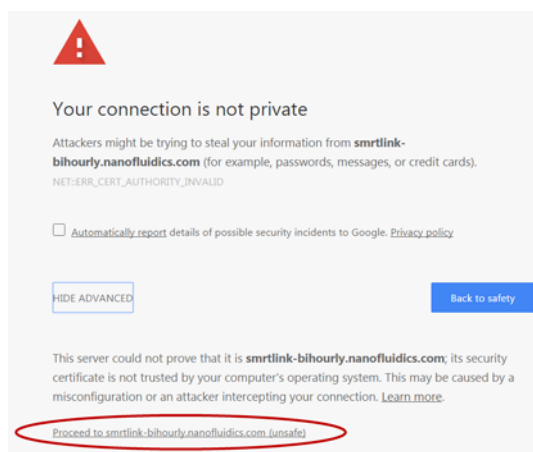 Your connection is not private
Attackers might be trying to steal your information from smrtlink-
bihourly.nanofluidics.com (for example, passwords, messages, or credit cards).
NET::ERR_CERT_AUTHORITY_INVALID
Automatically report details of possible security incidents to Google. Privacy policy
HIDE ADVANCED
Back to safety
This server could not prove that it is smrtlink-bihourly.nanofluidics.com; its security
certificate is not trusted by your computer's operating system. This may be caused by a
misconfiguration or an attacker intercepting your connection. Learn more.
Proceed to smrtlink-bihourly.nanofluidics.com (unsafe)